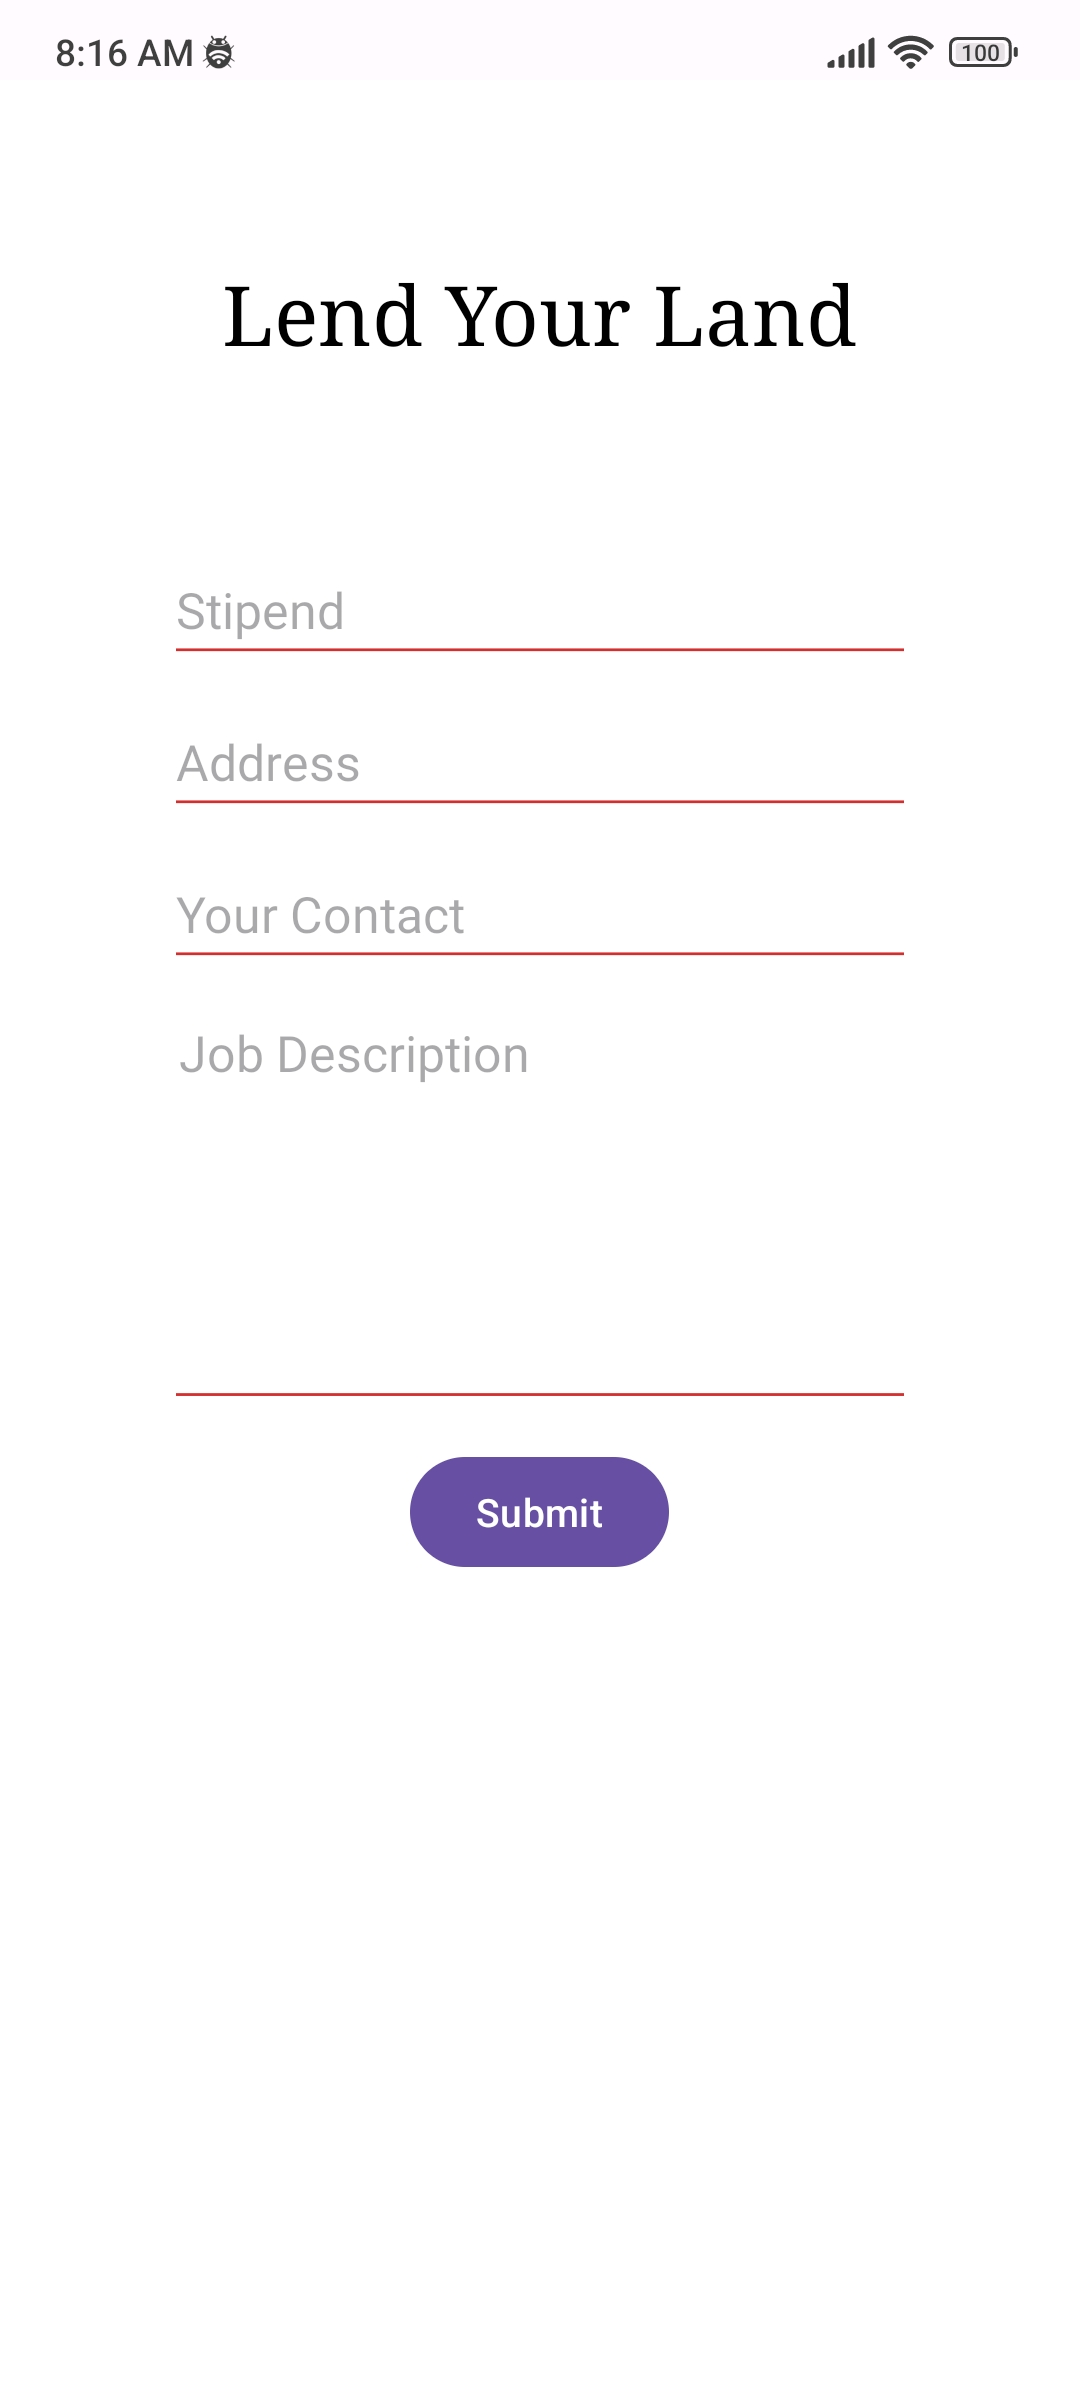 8:16 AM
100
Lend Your Land
Stipend
Address
Your Contact
Job Description
Submit